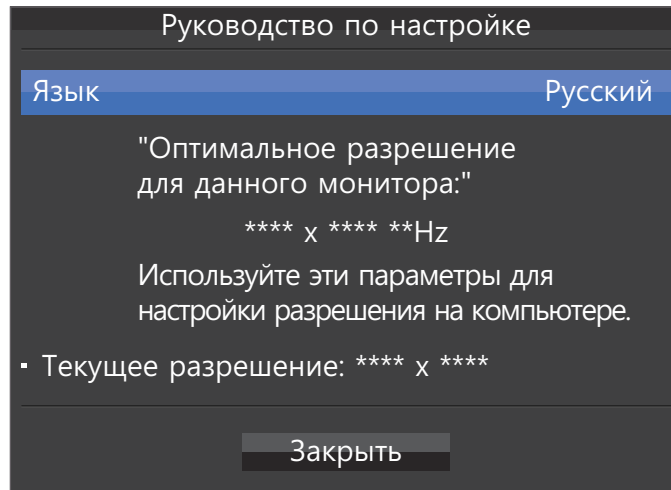 Руководство по настройке
Язык Русский
"Оптимальное разрешение
для данного монитора:"
**** x **** **Hz
Используйте эти параметры для
настройки разрешения на компьютере.
Текущее разрешение: **** x ****
Закрыть